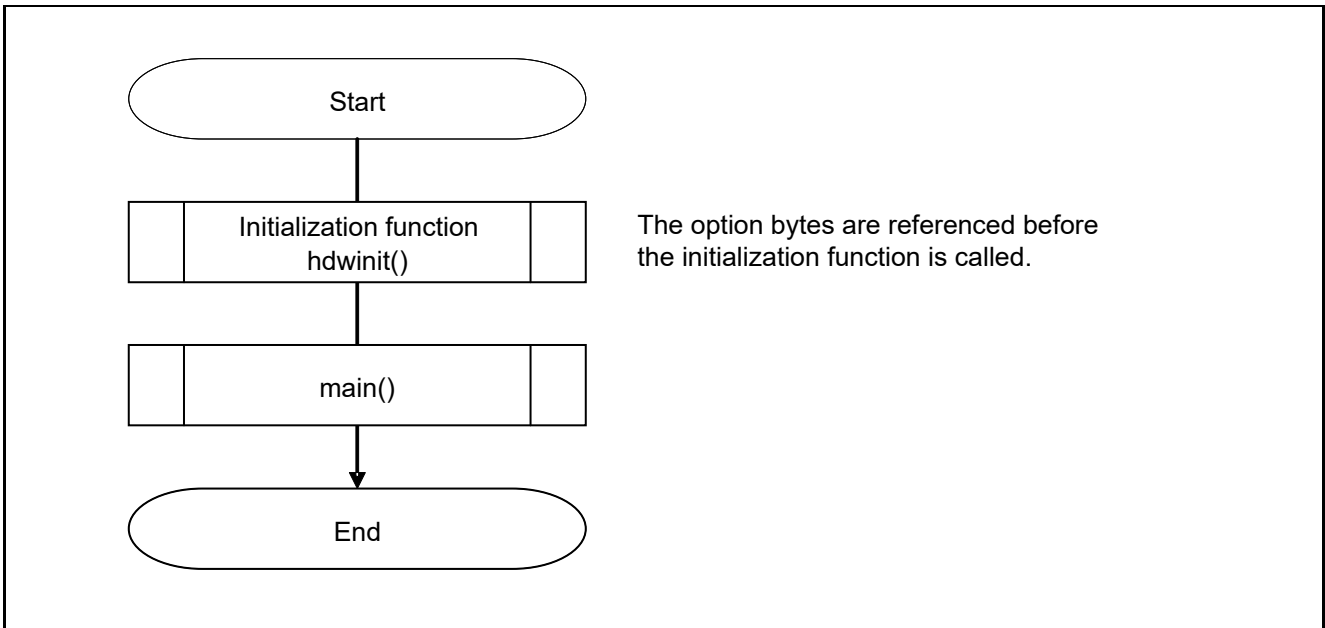 Start
Initialization function
hdwinit()
The option bytes are referenced before
the initialization function is called.
main()
End